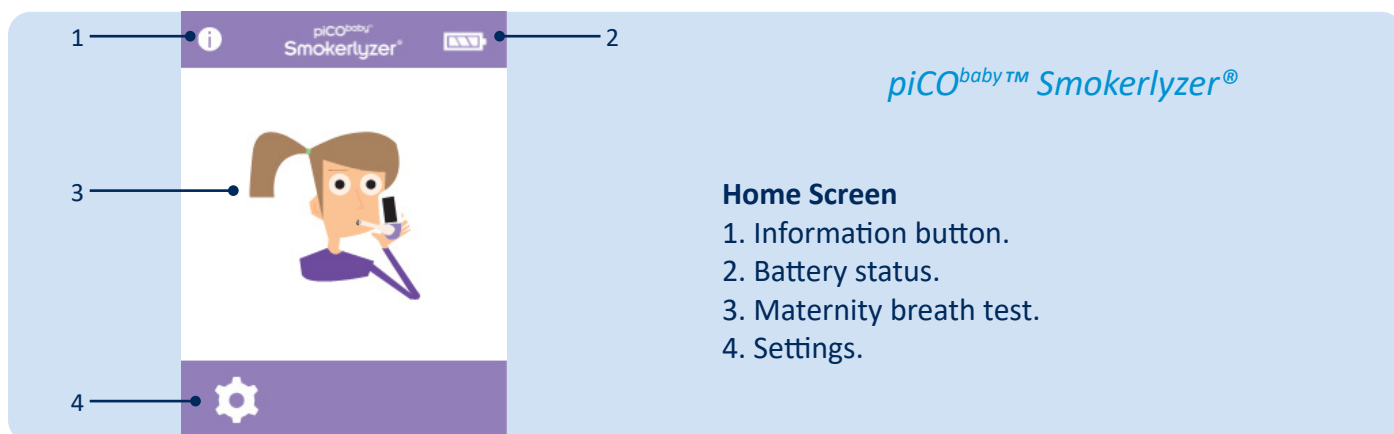 1
piCObaby™
Smokerlyzer®
2
piCObaby™ Smokerlyzer®
3
Home Screen
1. Information button.
2. Battery status.
3. Maternity breath test.
4. Settings.
4